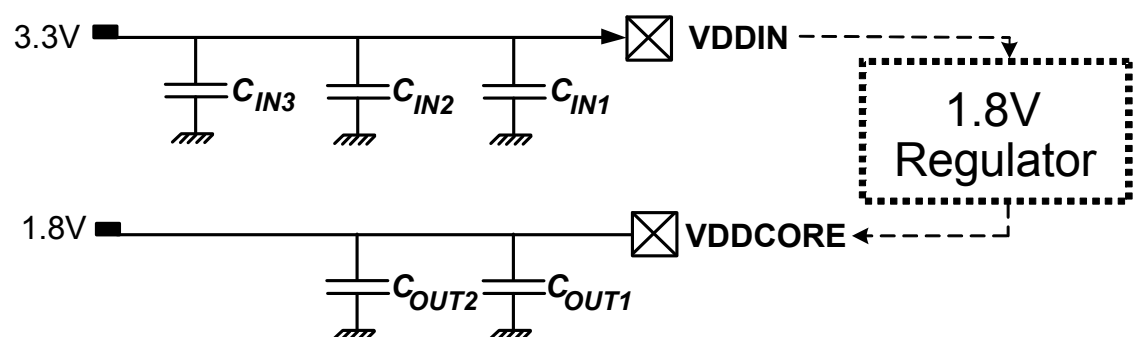 3.3V
VDDIN
C_IN3
C_IN2
C_IN1
1.8V
Regulator
1.8V
VDDCORE
C_OUT2
C_OUT1